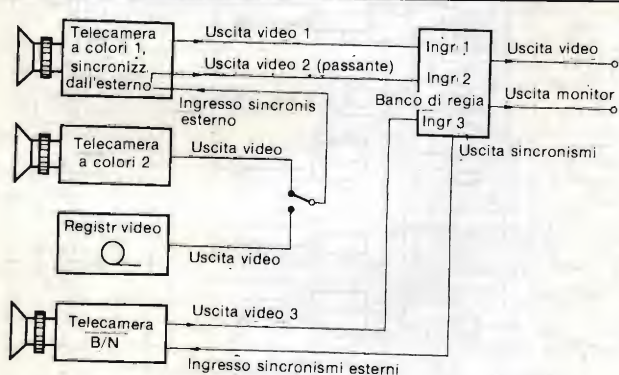 Telecamera
a colori 1,
sincronizz.
dall'esterno
Uscita video 1
Uscita video 2 (passante)
Ingresso sincronis
esterno
Ingr. 1
Ingr. 2
Banco di regia
Ingr 3
Uscita video
Uscita monitor
Uscita sincronismi
Telecamera
a colori 2
Uscita video
Registr video
Uscita video
Telecamera
B/N
Uscita video 3
Ingresso sincronismi esterni